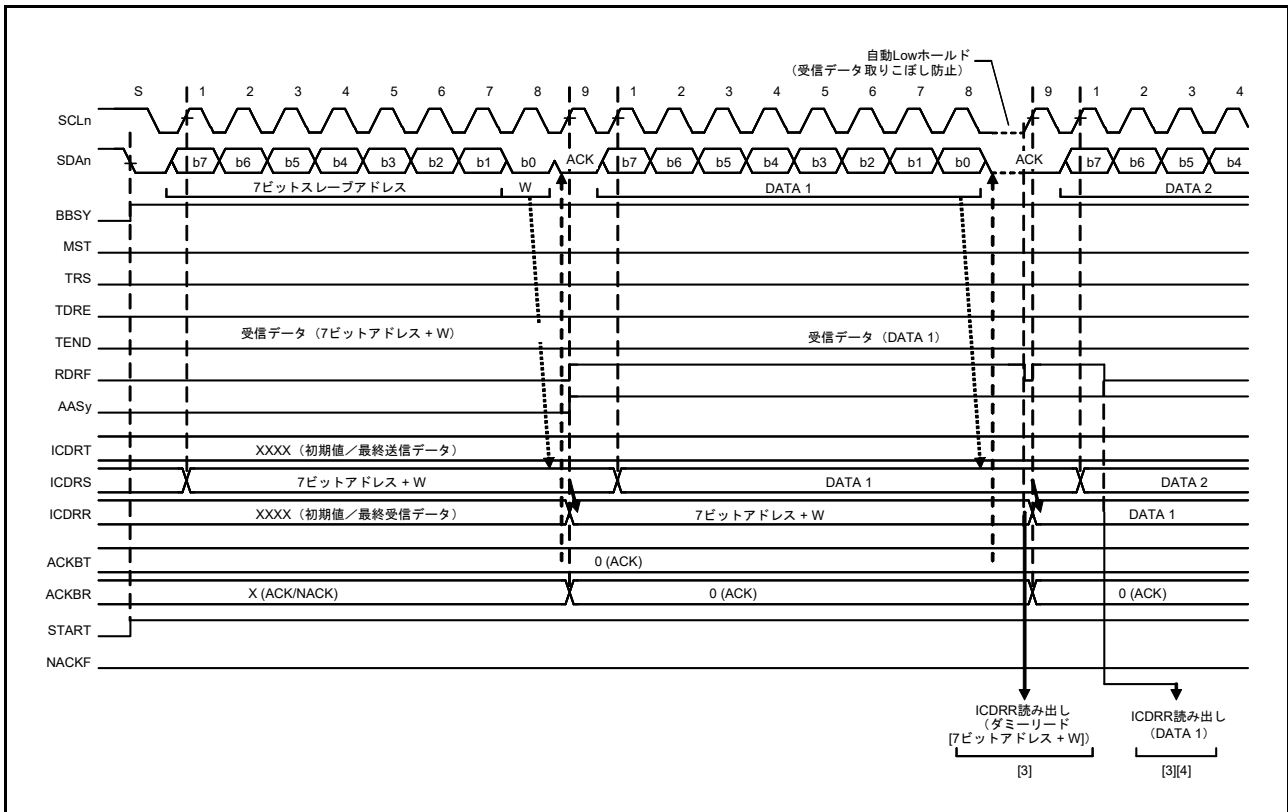 自動Lowホールド
（受信データ取りこぼし防止）
S 1 2 3 4 5 6 7 8 9 1 2 3 4 5 6 7 8 9 1 2 3 4
SCLn
SDAn b7 b6 b5 b4 b3 b2 b1 b0 ACK b7 b6 b5 b4 b3 b2 b1 b0 ACK b7 b6 b5 b4
7ビットスレーブアドレス W DATA 1 DATA 2
BBSY
MST
TRS
TDRE
受信データ（7ビットアドレス + W） 受信データ（DATA 1）
TEND
RDRF
AASy
ICDRT XXXX（初期値／最終送信データ）
ICDRS 7ビットアドレス + W DATA 1 DATA 2
ICDRR XXXX（初期値／最終受信データ） 7ビットアドレス + W DATA 1
ACKBT 0 (ACK)
ACKBR X (ACK/NACK) 0 (ACK) 0 (ACK)
START
NACKF
ICDRR読み出し
（ダミーリード
[7ビットアドレス + W]）
[3]
ICDRR読み出し
（DATA 1）
[3][4]